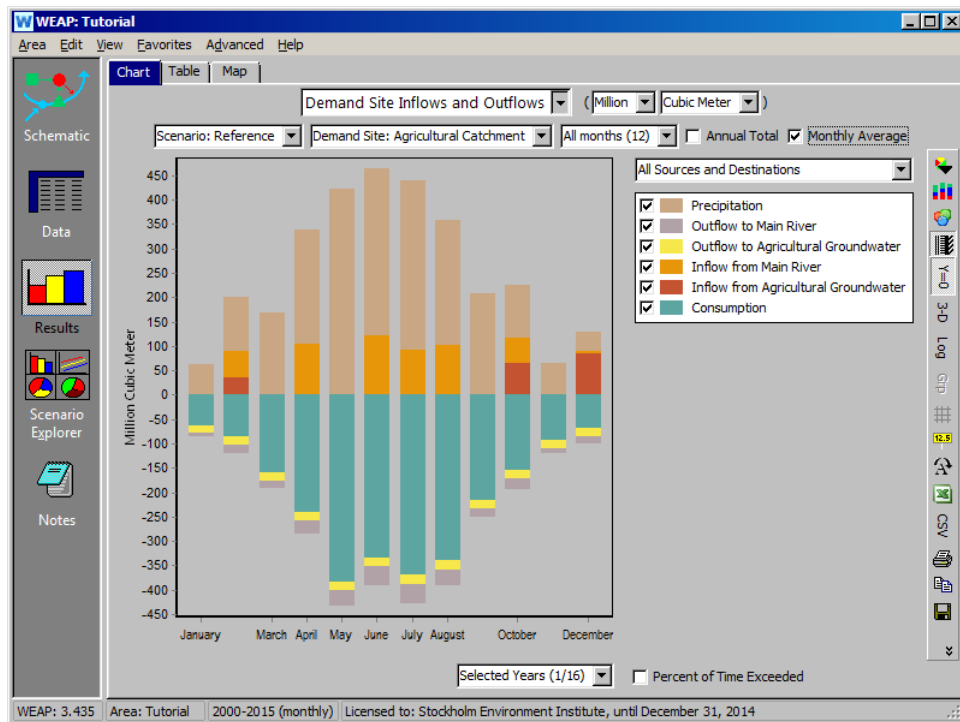 WEAP: Tutorial
Area Edit View Favorites Advanced Help
Chart Table Map
Demand Site Inflows and Outflows ( Million Cubic Meter )
Scenario: Reference Demand Site: Agricultural Catchment All months (12) Annual Total Monthly Average
Schematic
Data
Results
Scenario
Explorer
Notes
Million Cubic Meter
450
400
350
300
250
200
150
100
50
0
-50
-100
-150
-200
-250
-300
-350
-400
-450
January March April May June July August October December
All Sources and Destinations
Precipitation
Outflow to Main River
Outflow to Agricultural Groundwater
Inflow from Main River
Inflow from Agricultural Groundwater
Consumption
Y=0
3-D
Log
Grp
12.5
A
CSV
Selected Years (1/16) Percent of Time Exceeded
WEAP: 3.435 Area: Tutorial 2000-2015 (monthly) Licensed to: Stockholm Environment Institute, until December 31, 2014